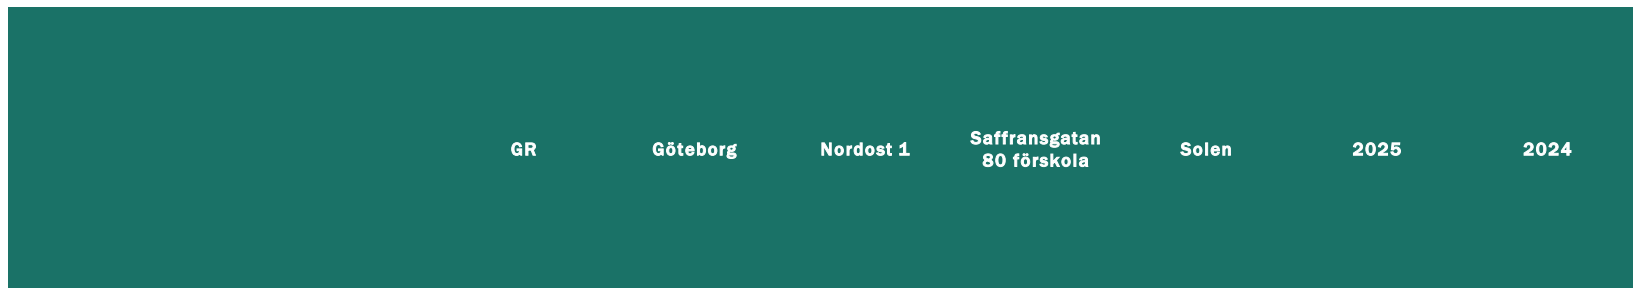 GR
Göteborg
Nordost 1
Saffransgatan
80 förskola
Solen
2025
2024